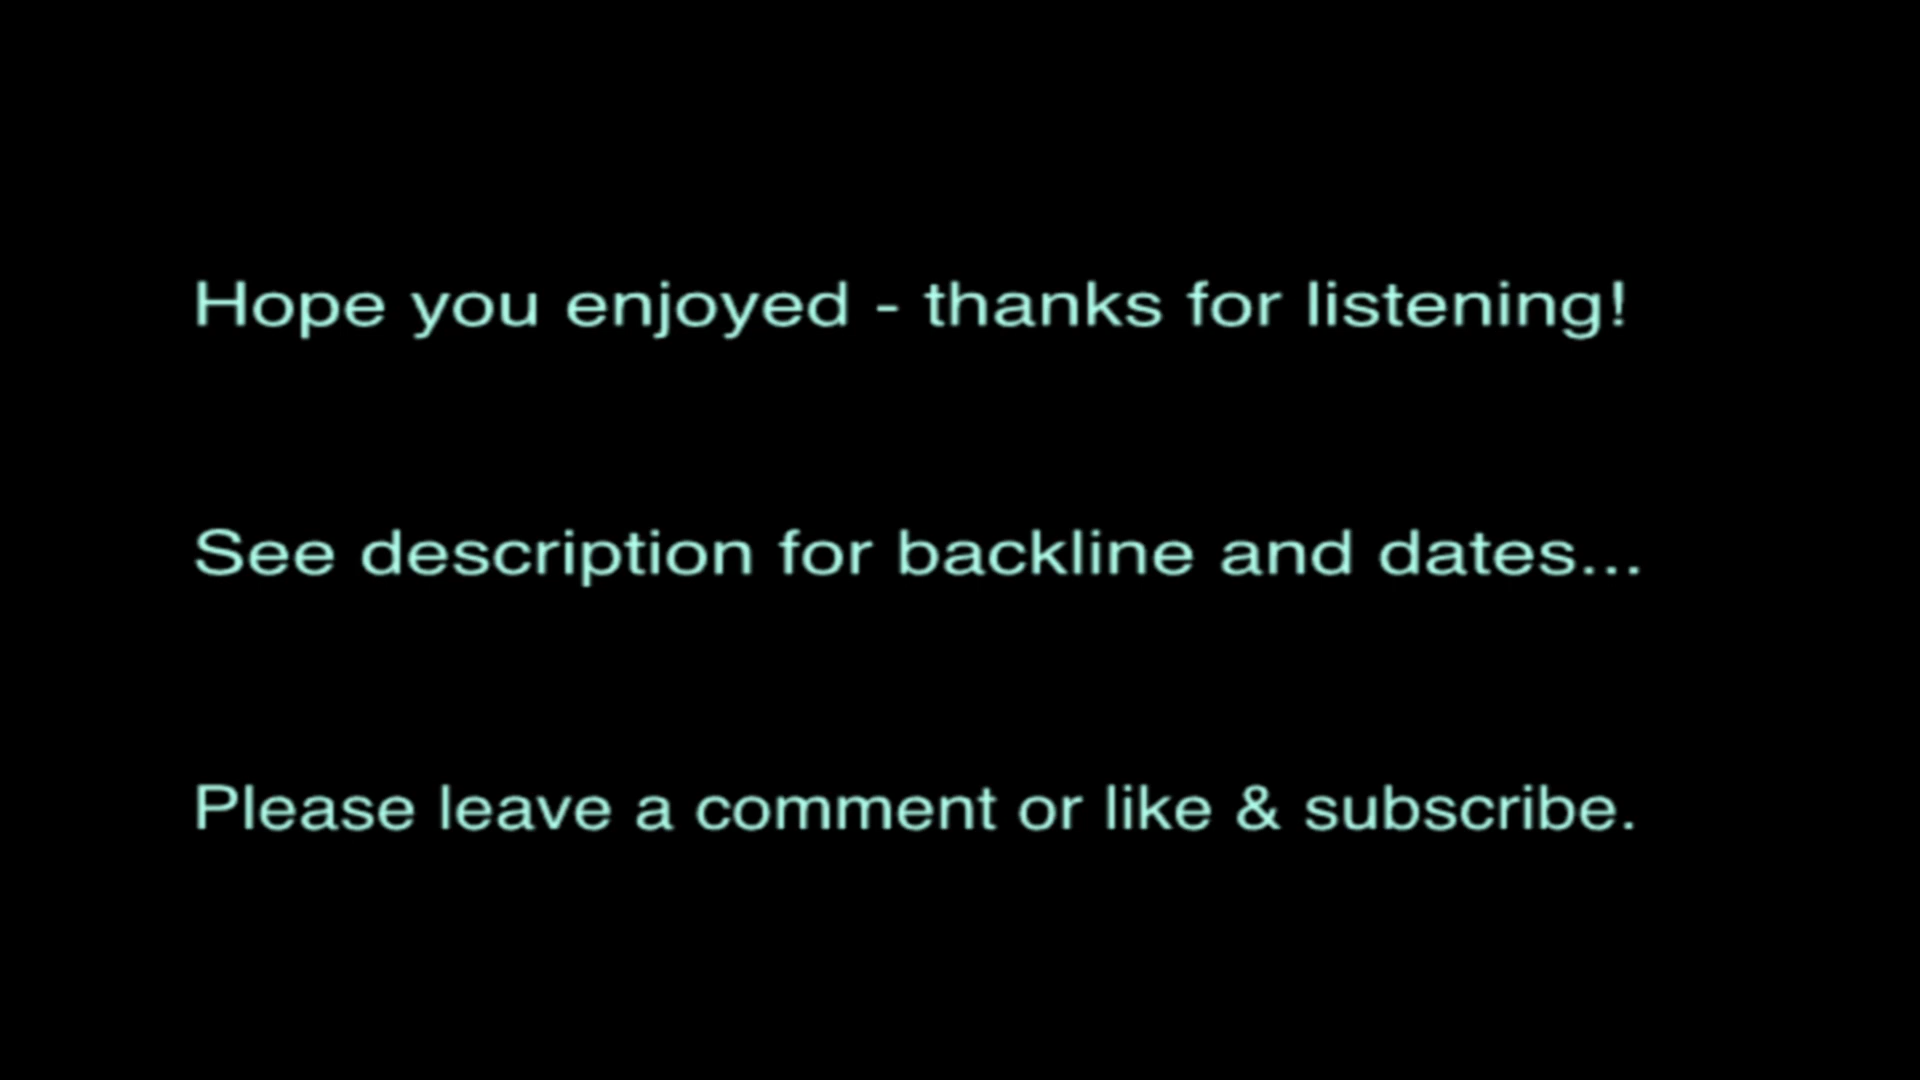 Hope you enjoyed - thanks for listening!
See description for backline and dates...
Please leave a comment or like & subscribe.